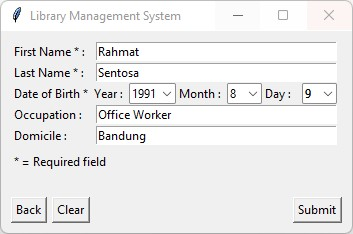 Library Management System
First Name * : Rahmat
Last Name * : Sentosa
Date of Birth * Year : 1991 Month : 8 Day : 9
Occupation : Office Worker
Domicile : Bandung
* = Required field
Back Clear Submit